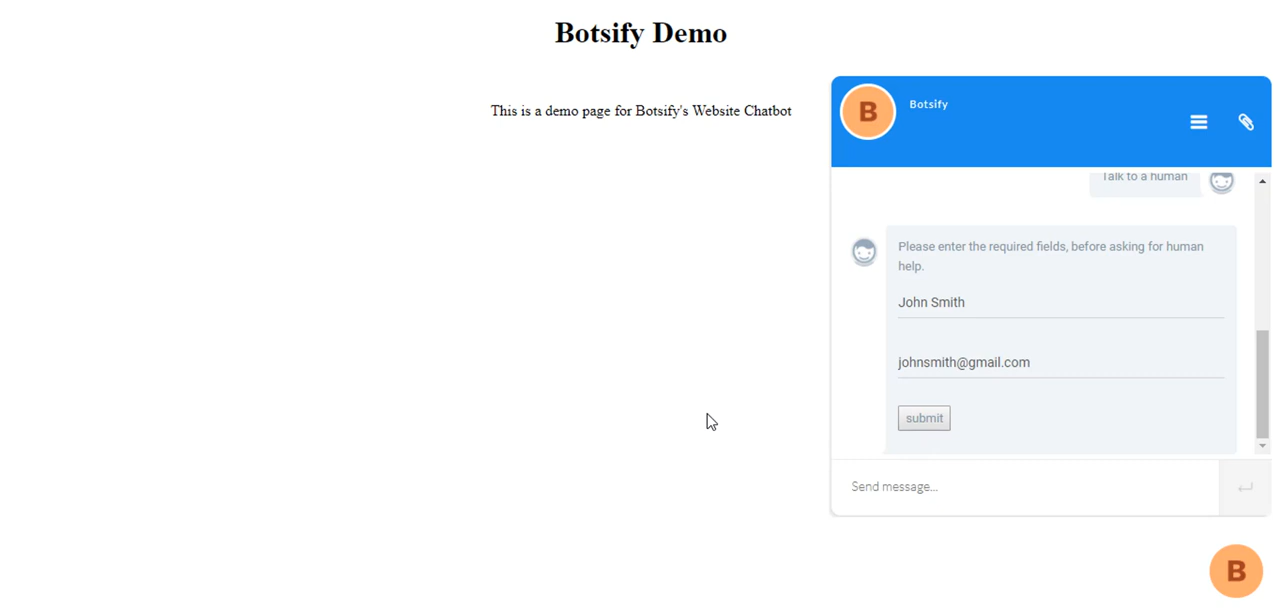 Botsify Demo
This is a demo page for Botsify's Website Chatbot
B
Botsify
Talk to a human
Please enter the required fields, before asking for human
help.
John Smith
johnsmith@gmail.com
submit
Send message...
B